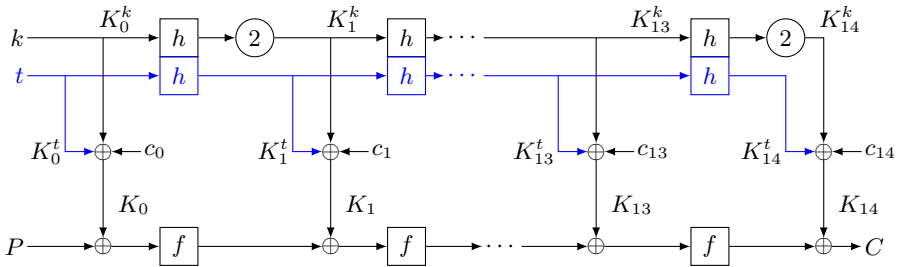 K_0^k K_1^k K_13^k K_14^k
k h 2 h ··· h 2
t h h ··· h
K_0^t c_0 K_1^t c_1 K_13^t c_13 K_14^t c_14
K_0 K_1 K_13 K_14
P f f ··· f C